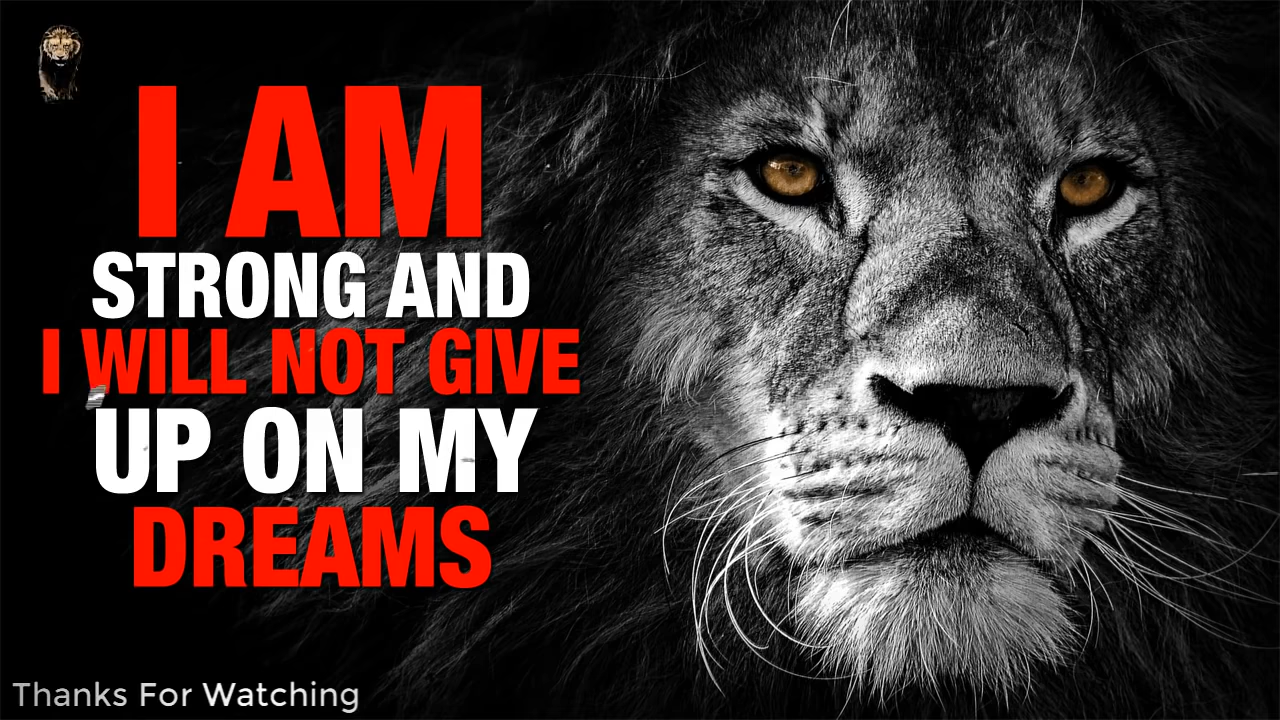 I AM
STRONG AND
I WILL NOT GIVE
UP ON MY
DREAMS
Thanks For Watching